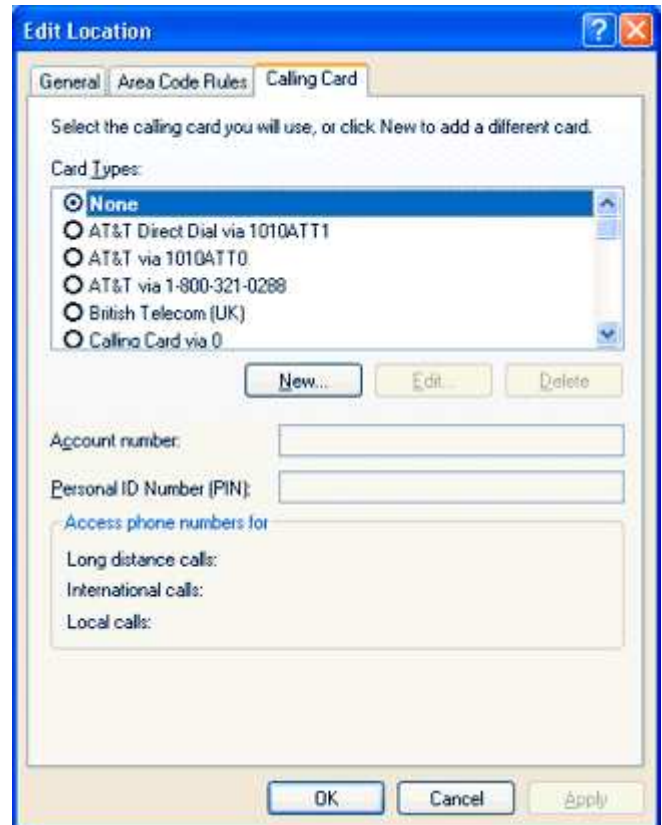 Edit Location
General Area Code Rules Calling Card
Select the calling card you will use, or click New to add a different card.
Card Types:
None
AT&T Direct Dial via 1010ATT1
AT&T via 1010ATT0
AT&T via 1-800-321-0288
British Telecom (UK)
Calling Card via 0
New... Edit... Delete
Account number:
Personal ID Number (PIN):
Access phone numbers for
Long distance calls:
International calls:
Local calls:
OK Cancel Apply